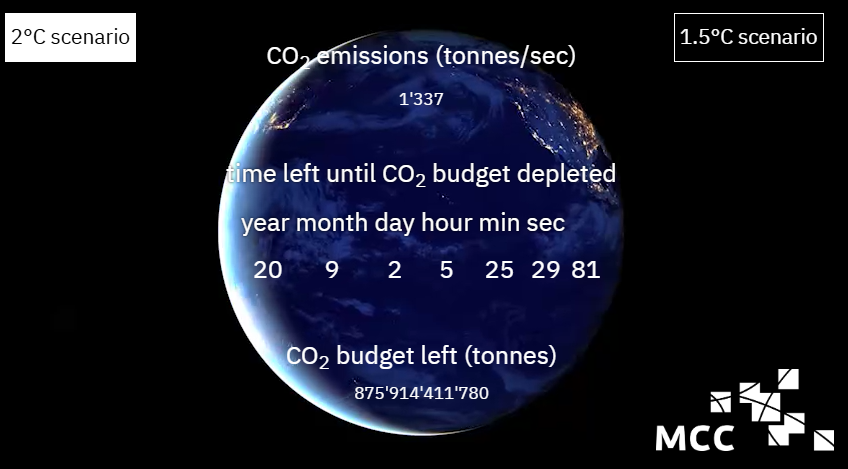 2°C scenario
1.5°C scenario
CO₂ emissions (tonnes/sec)
1'337
time left until CO₂ budget depleted
year month day hour min sec
20 9 2 5 25 29 81
CO₂ budget left (tonnes)
875'914'411'780
MCC